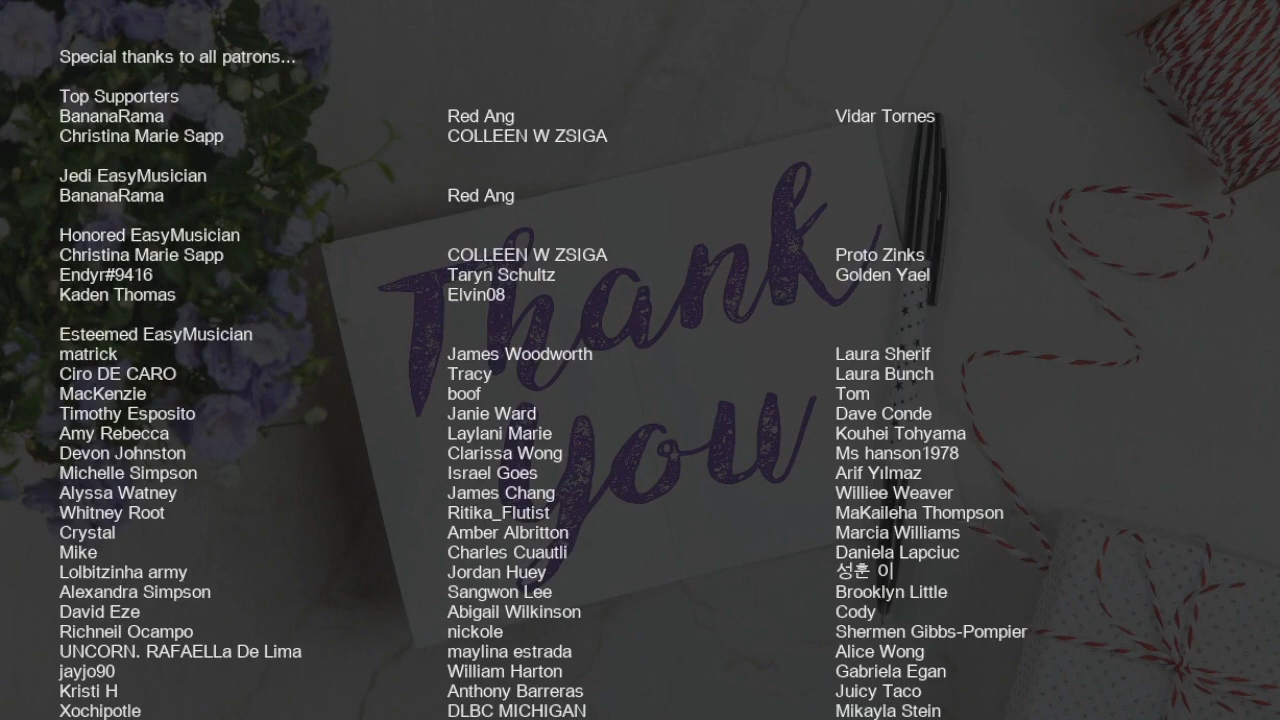 Special thanks to all patrons...
Top Supporters
BananaRama Red Ang Vidar Tornes
Christina Marie Sapp COLLEEN W ZSIGA
Jedi EasyMusician
BananaRama Red Ang
Honored EasyMusician
Christina Marie Sapp COLLEEN W ZSIGA Proto Zinks
Endyr#9416 Taryn Schultz Golden Yael
Kaden Thomas Elvin08
Esteemed EasyMusician
matrick James Woodworth Laura Sherif
Ciro DE CARO Tracy Laura Bunch
MacKenzie boof Tom
Timothy Esposito Janie Ward Dave Conde
Amy Rebecca Laylani Marie Kouhei Tohyama
Devon Johnston Clarissa Wong Ms hanson1978
Michelle Simpson Israel Goes Arif Yılmaz
Alyssa Watney James Chang Williee Weaver
Whitney Root Ritika_Flutist MaKaileha Thompson
Crystal Amber Albritton Marcia Williams
Mike Charles Cuautli Daniela Lapciuc
Lolbitzinha army Jordan Huey 성훈 이
Alexandra Simpson Sangwon Lee Brooklyn Little
David Eze Abigail Wilkinson Cody
Richneil Ocampo nickole Shermen Gibbs-Pompier
UNCORN. RAFAELLa De Lima maylina estrada Alice Wong
jayjo90 William Harton Gabriela Egan
Kristi H Anthony Barreras Juicy Taco
Xochipotle DLBC MICHIGAN Mikayla Stein
Thank
you